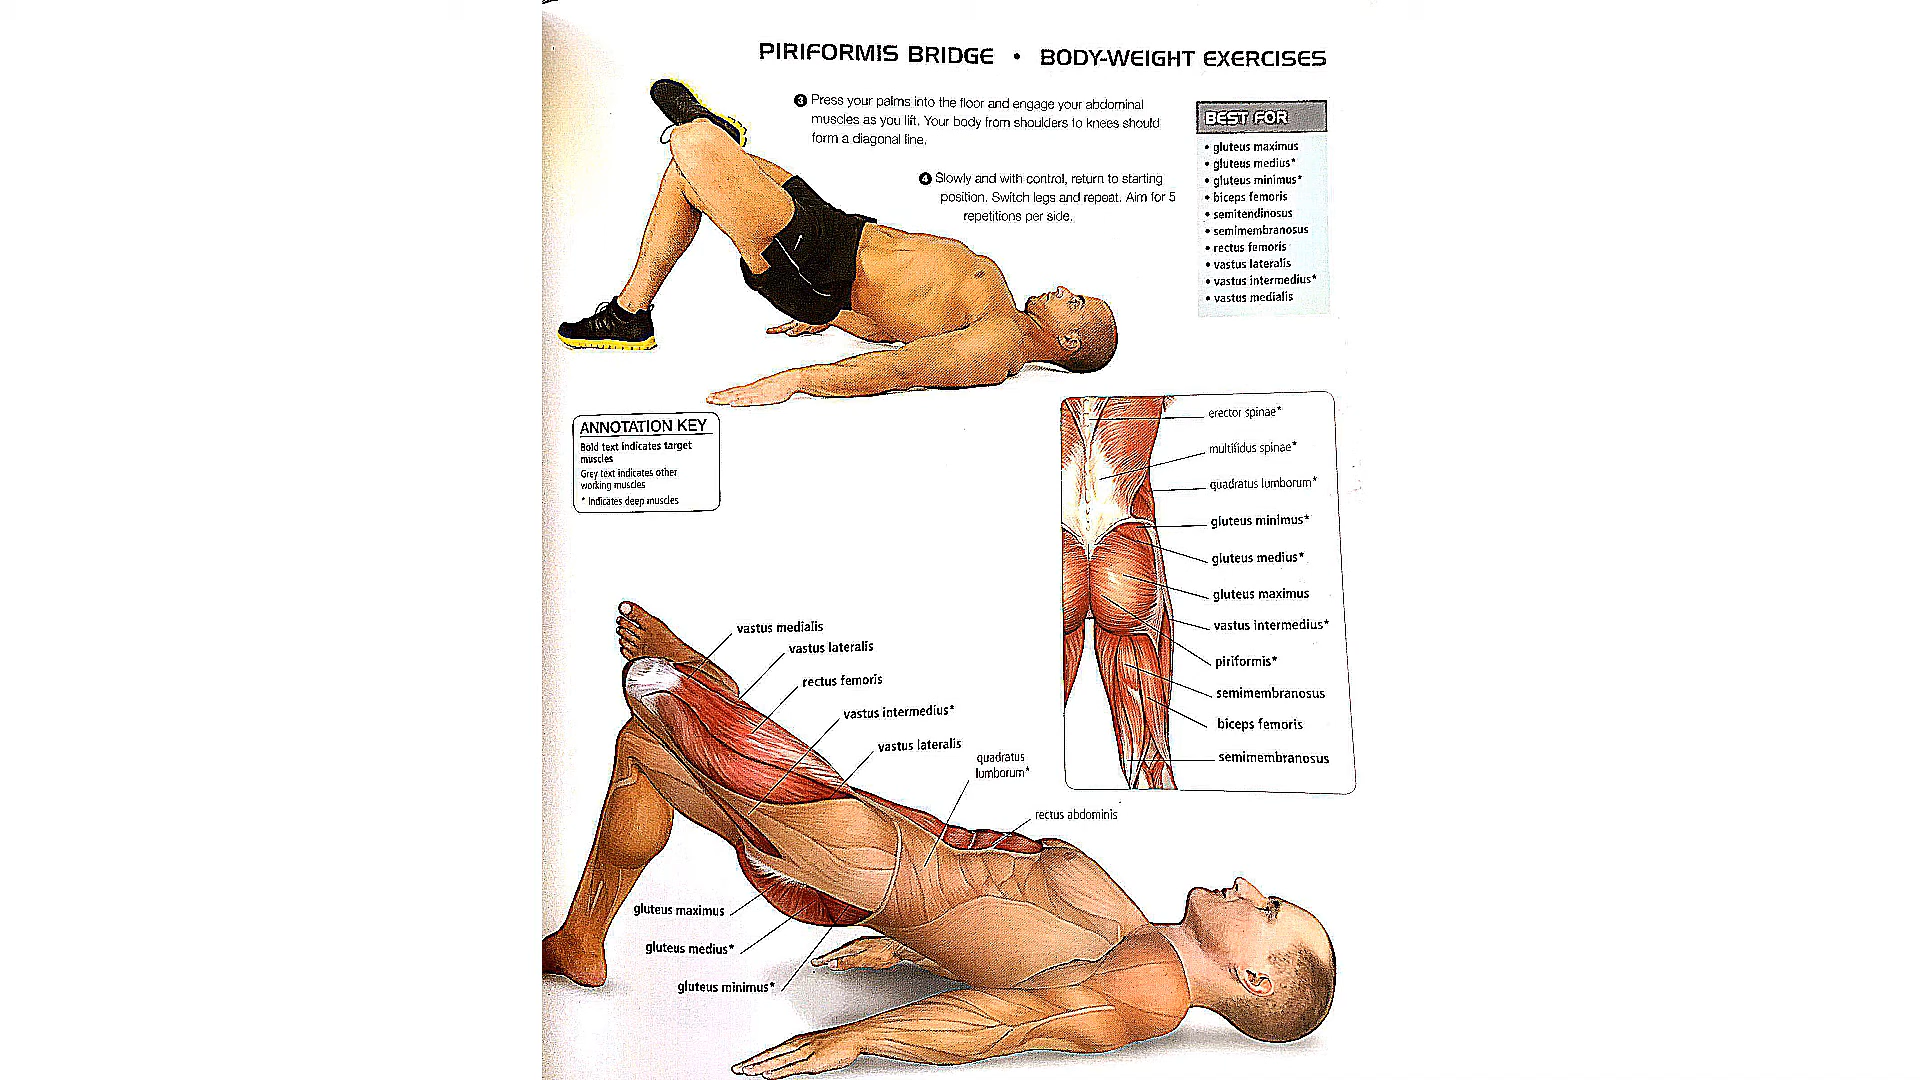 PIRIFORMIS BRIDGE • BODY-WEIGHT EXERCISES
3 Press your palms into the floor and engage your abdominal
muscles as you lift. Your body from shoulders to knees should
form a diagonal line.
4 Slowly and with control, return to starting
position. Switch legs and repeat. Aim for 5
repetitions per side.
BEST FOR
• gluteus maximus
• gluteus medius*
• gluteus minimus*
• biceps femoris
• semitendinosus
• semimembranosus
• rectus femoris
• vastus lateralis
• vastus intermedius*
• vastus medialis
ANNOTATION KEY
Bold text indicates target
muscles
Grey text indicates other
working muscles
* Indicates deep muscles
erector spinae*
multifidus spinae*
quadratus lumborum*
gluteus minimus*
gluteus medius*
gluteus maximus
vastus intermedius*
piriformis*
semimembranosus
biceps femoris
semimembranosus
vastus medialis
vastus lateralis
rectus femoris
vastus intermedius*
vastus lateralis
quadratus
lumborum*
rectus abdominis
gluteus maximus
gluteus medius*
gluteus minimus*